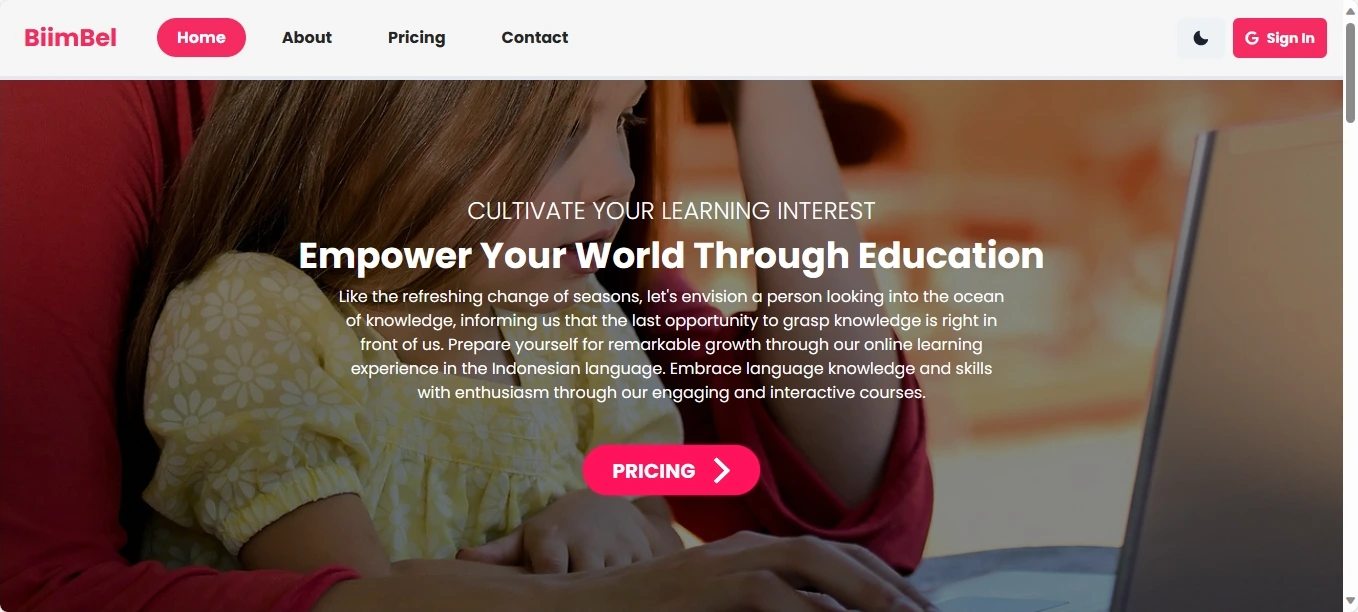 BiimBel
Home
About
Pricing
Contact
Sign In
CULTIVATE YOUR LEARNING INTEREST
Empower Your World Through Education
Like the refreshing change of seasons, let's envision a person looking into the ocean
of knowledge, informing us that the last opportunity to grasp knowledge is right in
front of us. Prepare yourself for remarkable growth through our online learning
experience in the Indonesian language. Embrace language knowledge and skills
with enthusiasm through our engaging and interactive courses.
PRICING